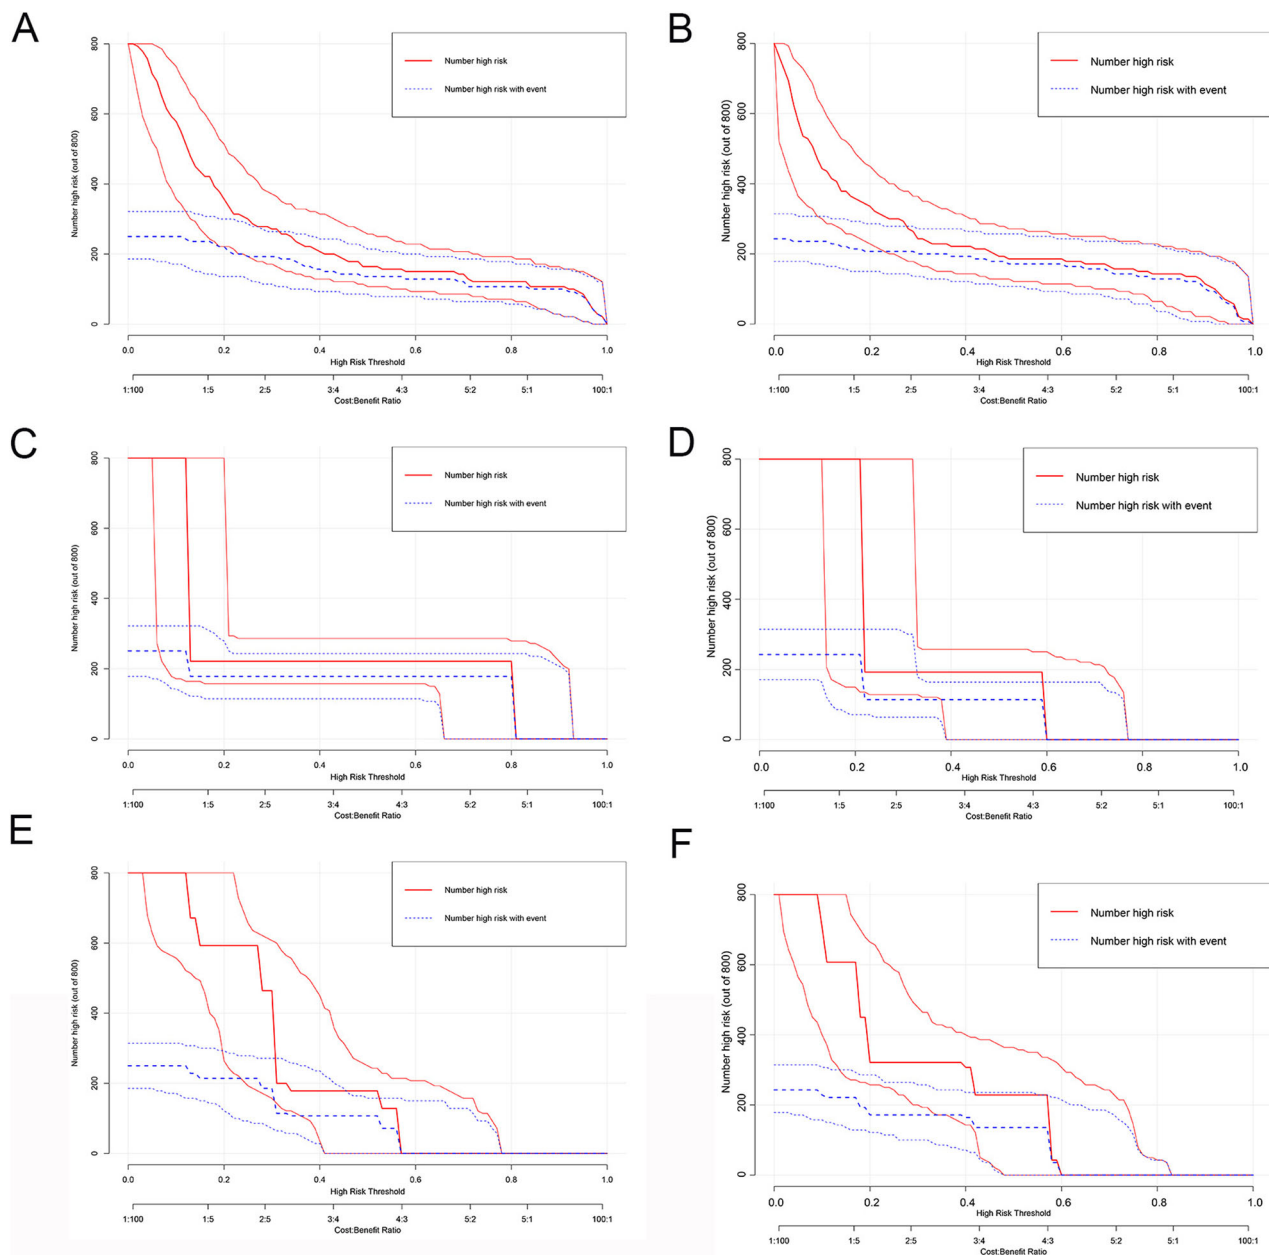 A
Number high risk (out of 800)
800
600
400
200
0
Number high risk
Number high risk with event
0.0 0.2 0.4 0.6 0.8 1.0
High Risk Threshold
1:100 1:5 2:5 3:4 4:3 5:2 5:1 100:1
Cost:Benefit Ratio
B
Number high risk (out of 800)
800
600
400
200
0
Number high risk
Number high risk with event
0.0 0.2 0.4 0.6 0.8 1.0
High Risk Threshold
1:100 1:5 2:5 3:4 4:3 5:2 5:1 100:1
Cost:Benefit Ratio
C
Number high risk (out of 800)
800
600
400
200
0
Number high risk
Number high risk with event
0.0 0.2 0.4 0.6 0.8 1.0
High Risk Threshold
1:100 1:5 2:5 3:4 4:3 5:2 5:1 100:1
Cost:Benefit Ratio
D
Number high risk (out of 800)
800
600
400
200
0
Number high risk
Number high risk with event
0.0 0.2 0.4 0.6 0.8 1.0
High Risk Threshold
1:100 1:5 2:5 3:4 4:3 5:2 5:1 100:1
Cost:Benefit Ratio
E
Number high risk (out of 800)
800
600
400
200
0
Number high risk
Number high risk with event
0.0 0.2 0.4 0.6 0.8 1.0
High Risk Threshold
1:100 1:5 2:5 3:4 4:3 5:2 5:1 100:1
Cost:Benefit Ratio
F
Number high risk (out of 800)
800
600
400
200
0
Number high risk
Number high risk with event
0.0 0.2 0.4 0.6 0.8 1.0
High Risk Threshold
1:100 1:5 2:5 3:4 4:3 5:2 5:1 100:1
Cost:Benefit Ratio